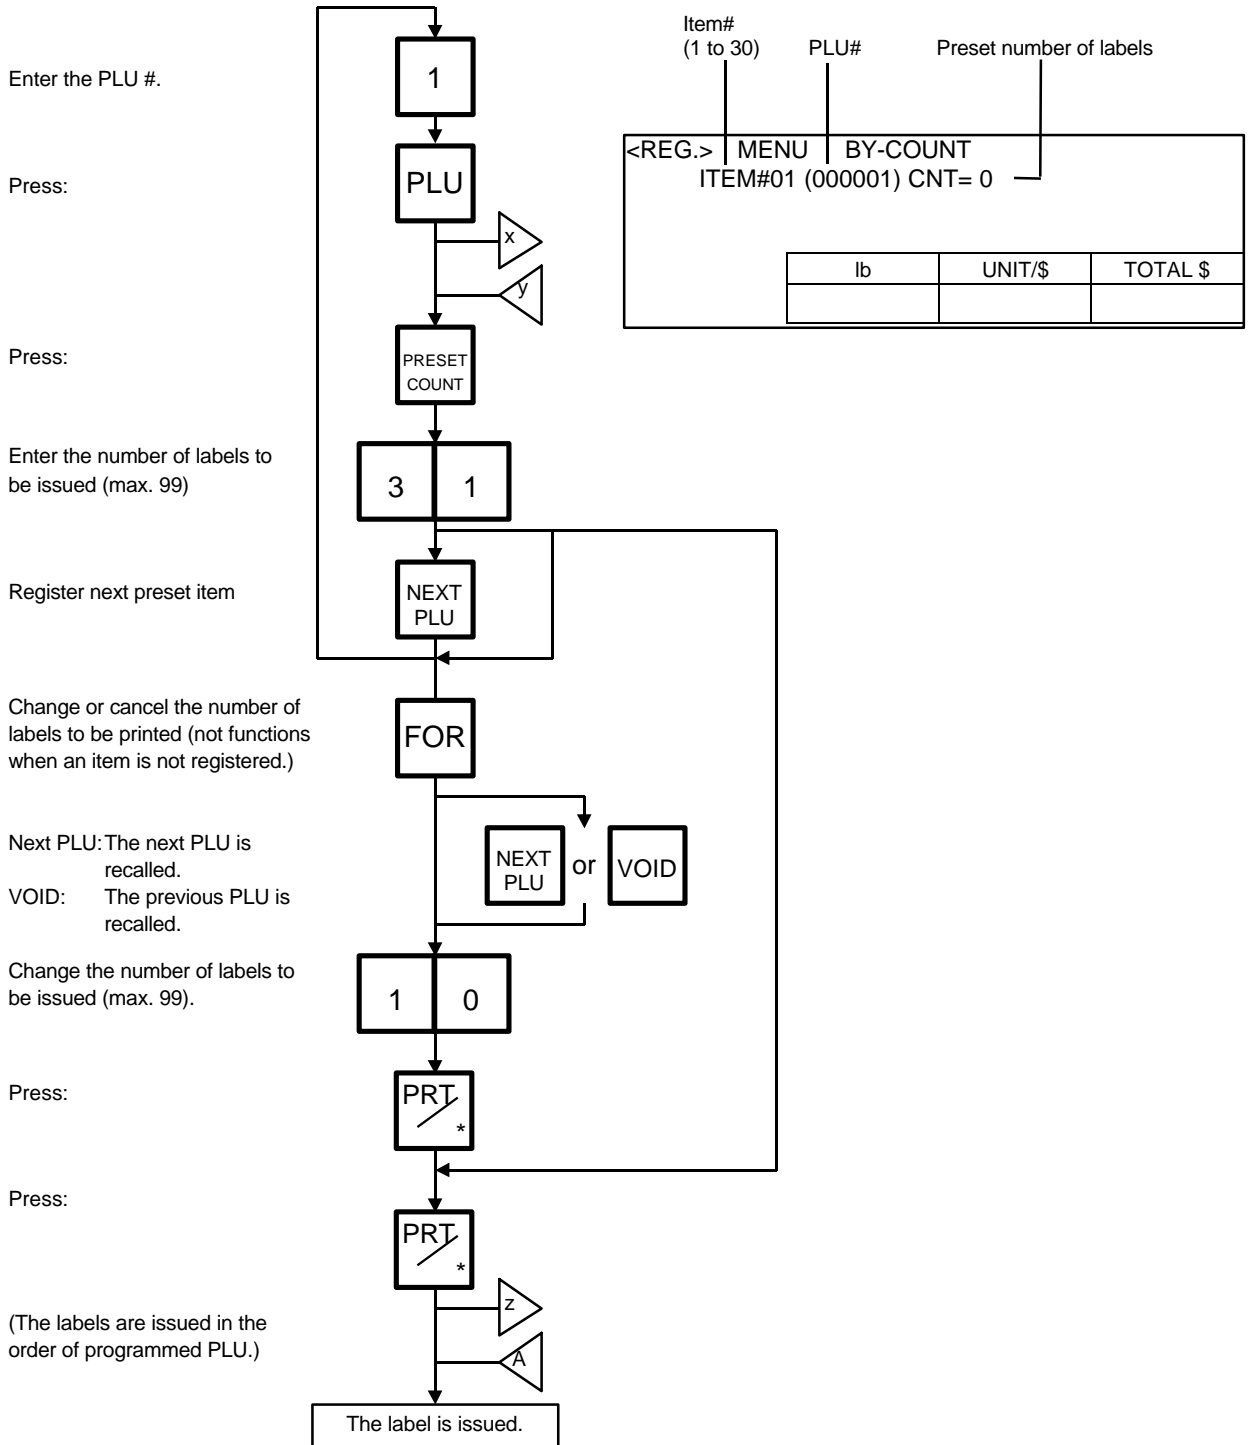 Item#
(1 to 30)
PLU#
Preset number of labels
Enter the PLU #.
1
<REG.> MENU BY-COUNT
ITEM#01 (000001) CNT= 0
lb UNIT/$ TOTAL $
Press:
PLU
x
y
Press:
PRESET
COUNT
Enter the number of labels to
be issued (max. 99)
3 1
Register next preset item
NEXT
PLU
Change or cancel the number of
labels to be printed (not functions
when an item is not registered.)
FOR
Next PLU: The next PLU is
recalled.
VOID: The previous PLU is
recalled.
NEXT
PLU
or
VOID
Change the number of labels to
be issued (max. 99).
1 0
Press:
PRT
*
Press:
PRT
*
z
(The labels are issued in the
order of programmed PLU.)
A
The label is issued.